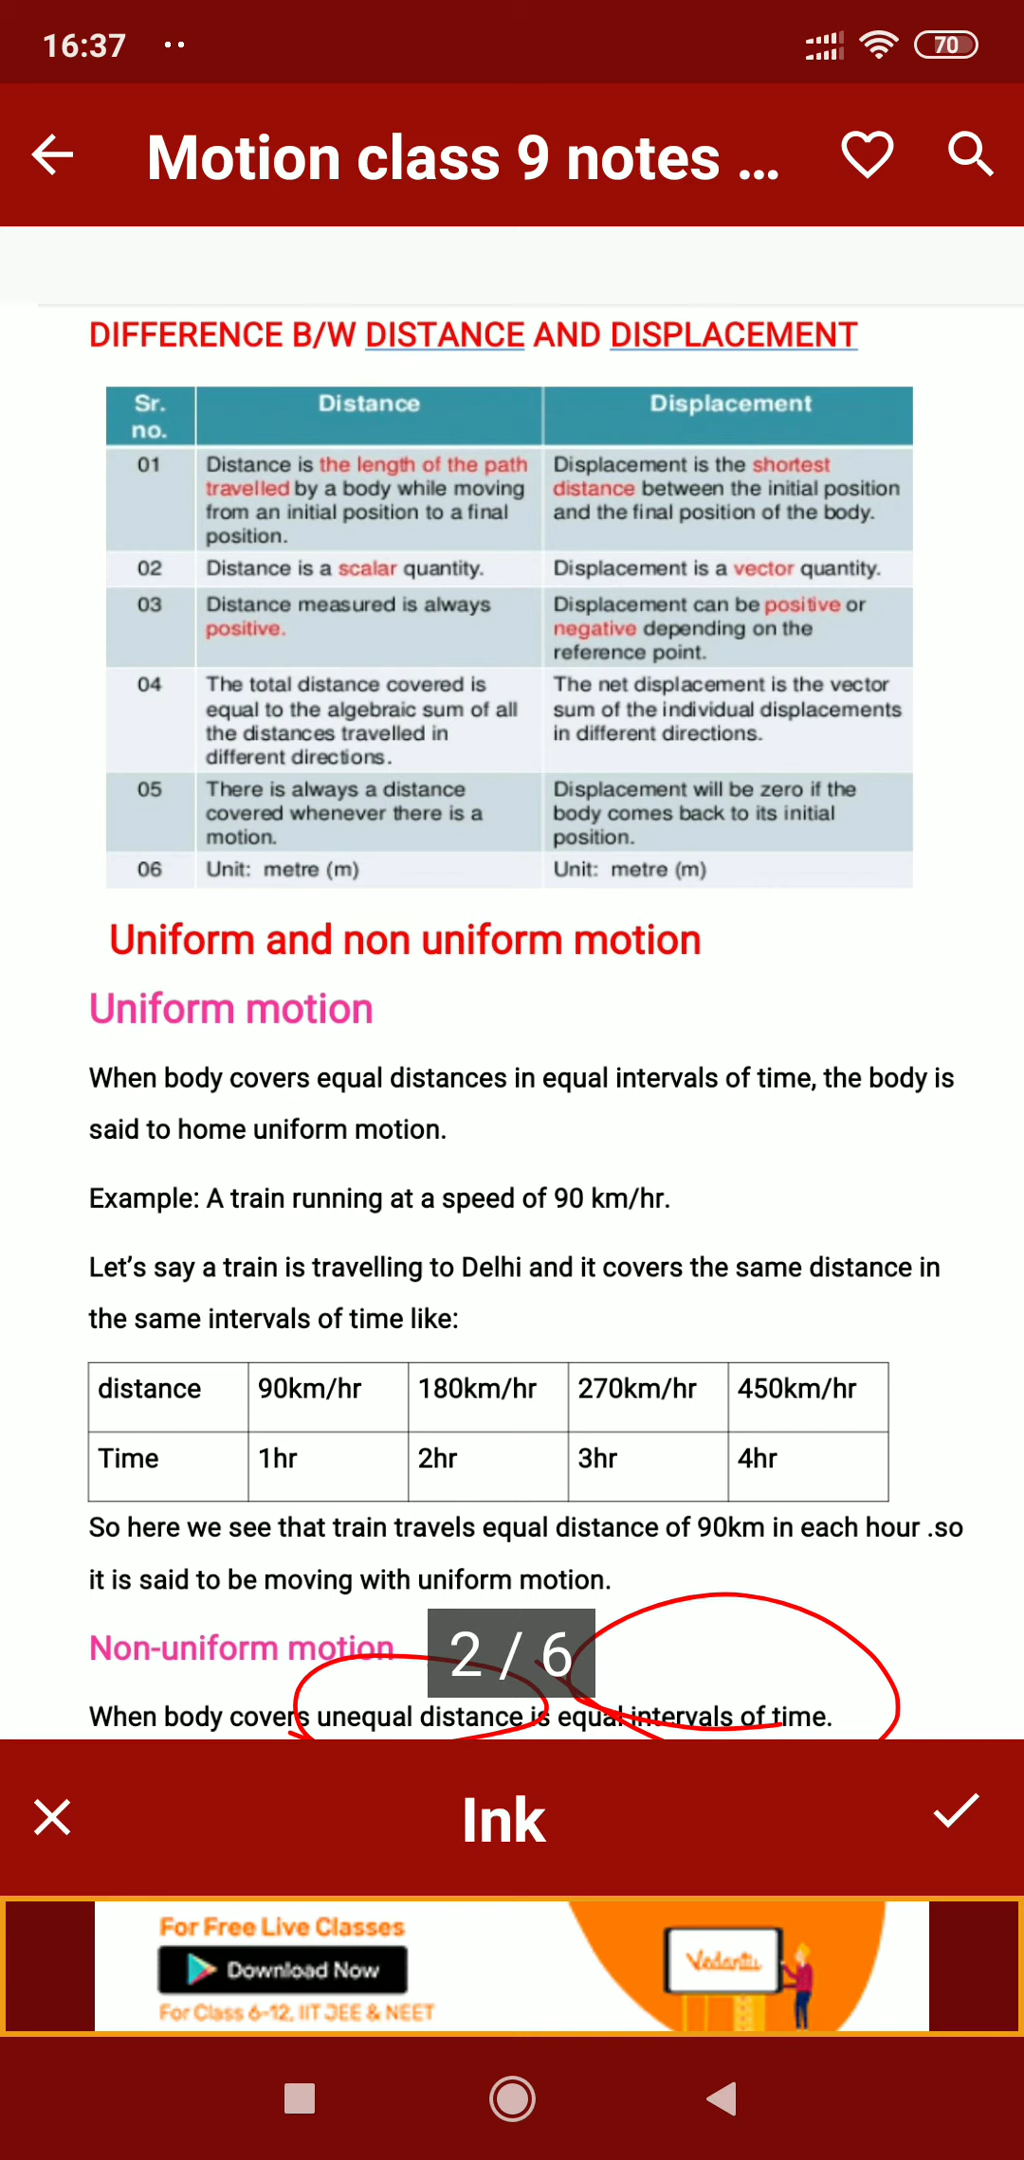 16:37
70
Motion class 9 notes ...
DIFFERENCE B/W DISTANCE AND DISPLACEMENT
Sr. no. Distance Displacement
01 Distance is the length of the path travelled by a body while moving from an initial position to a final position. Displacement is the shortest distance between the initial position and the final position of the body.
02 Distance is a scalar quantity. Displacement is a vector quantity.
03 Distance measured is always positive. Displacement can be positive or negative depending on the reference point.
04 The total distance covered is equal to the algebraic sum of all the distances travelled in different directions. The net displacement is the vector sum of the individual displacements in different directions.
05 There is always a distance covered whenever there is a motion. Displacement will be zero if the body comes back to its initial position.
06 Unit: metre (m) Unit: metre (m)
Uniform and non uniform motion
Uniform motion
When body covers equal distances in equal intervals of time, the body is
said to home uniform motion.
Example: A train running at a speed of 90 km/hr.
Let's say a train is travelling to Delhi and it covers the same distance in
the same intervals of time like:
distance 90km/hr 180km/hr 270km/hr 450km/hr
Time 1hr 2hr 3hr 4hr
So here we see that train travels equal distance of 90km in each hour .so
it is said to be moving with uniform motion.
Non-uniform motion
2 / 6
When body covers unequal distance is equal intervals of time.
Ink
For Free Live Classes
Download Now
For Class 6-12, IIT JEE & NEET
Vedantu